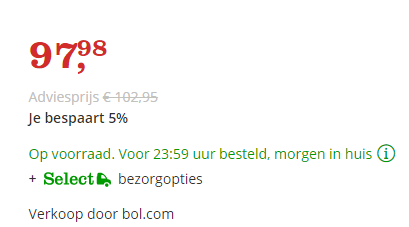 97,98
Adviesprijs € 102,95
Je bespaart 5%
Op voorraad. Voor 23:59 uur besteld, morgen in huis
+ Select bezorgopties
Verkoop door bol.com